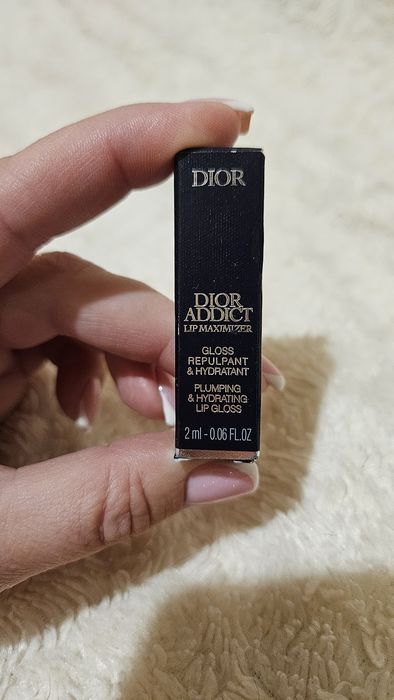 DIOR
DIOR
ADDICT
LIP MAXIMIZER
GLOSS
REPULPANT
& HYDRATANT
PLUMPING
& HYDRATING
LIP GLOSS
2 ml - 0.06 FL.OZ